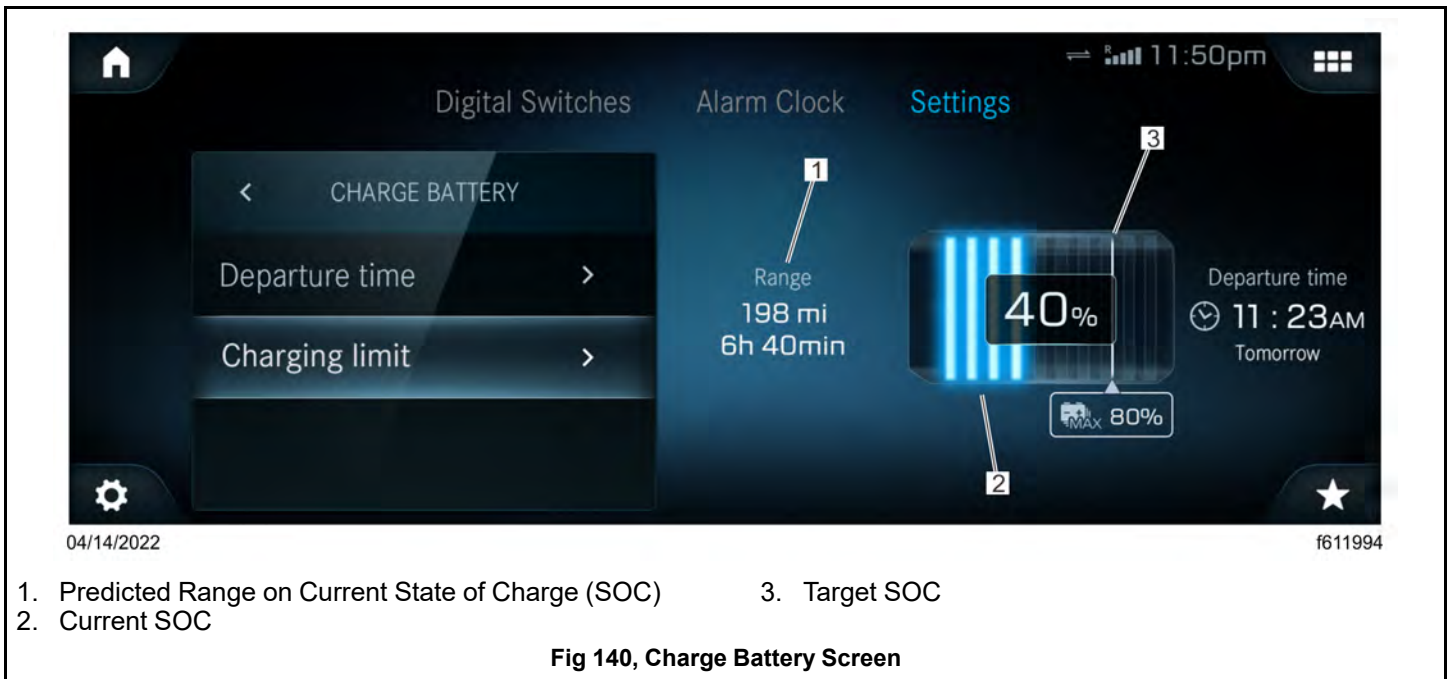 R 11:50pm
Digital Switches Alarm Clock Settings
3
1
< CHARGE BATTERY
Departure time >
Range
198 mi
6h 40min
40%
Departure time
11 : 23AM
Tomorrow
Charging limit >
MAX 80%
2
04/14/2022 f611994
1. Predicted Range on Current State of Charge (SOC) 3. Target SOC
2. Current SOC
Fig 140, Charge Battery Screen